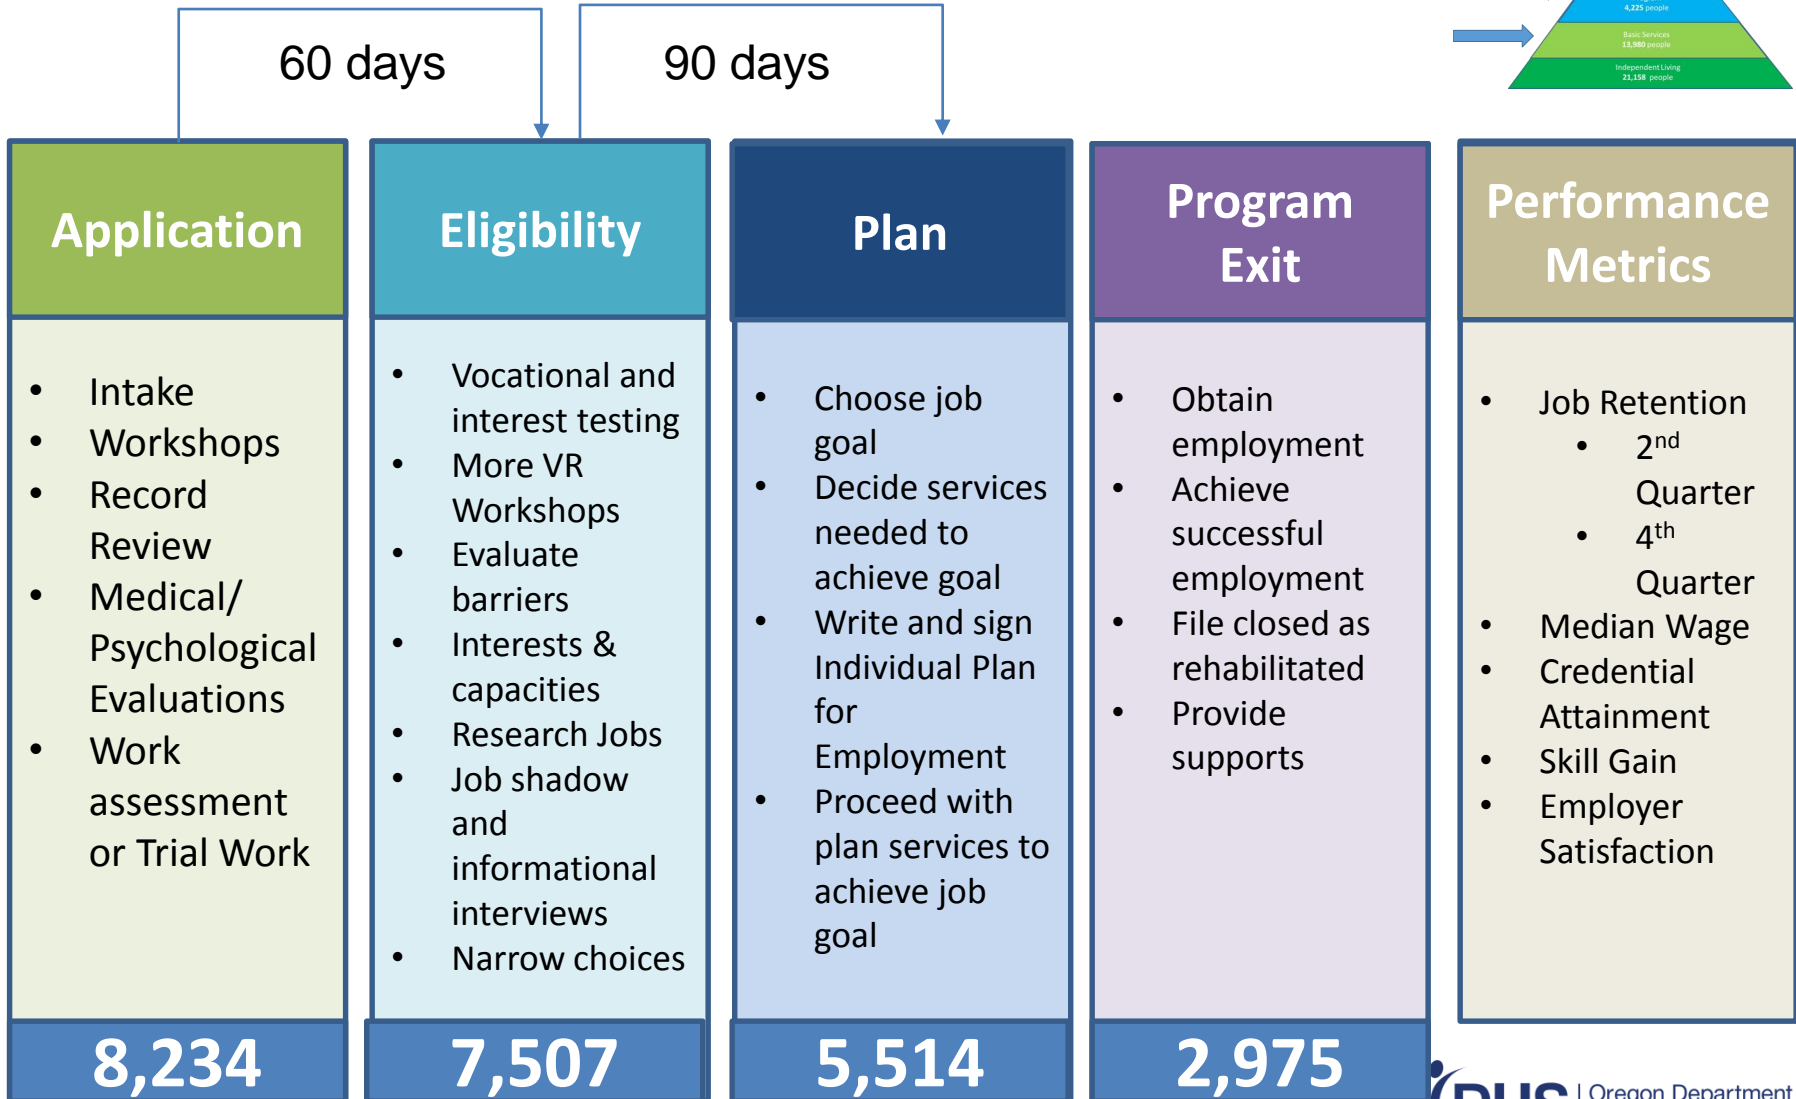 60 days
90 days
4,225 people
Basic Services
13,980 people
Independent Living
21,158 people
Application
• Intake
• Workshops
• Record
Review
• Medical/
Psychological
Evaluations
• Work
assessment
or Trial Work
8,234
Eligibility
• Vocational and
interest testing
• More VR
Workshops
• Evaluate
barriers
• Interests &
capacities
• Research Jobs
• Job shadow
and
informational
interviews
• Narrow choices
7,507
Plan
• Choose job
goal
• Decide services
needed to
achieve goal
• Write and sign
Individual Plan
for
Employment
• Proceed with
plan services to
achieve job
goal
5,514
Program
Exit
• Obtain
employment
• Achieve
successful
employment
• File closed as
rehabilitated
• Provide
supports
2,975
Performance
Metrics
• Job Retention
• 2nd
Quarter
• 4th
Quarter
• Median Wage
• Credential
Attainment
• Skill Gain
• Employer
Satisfaction
DHS | Oregon Department